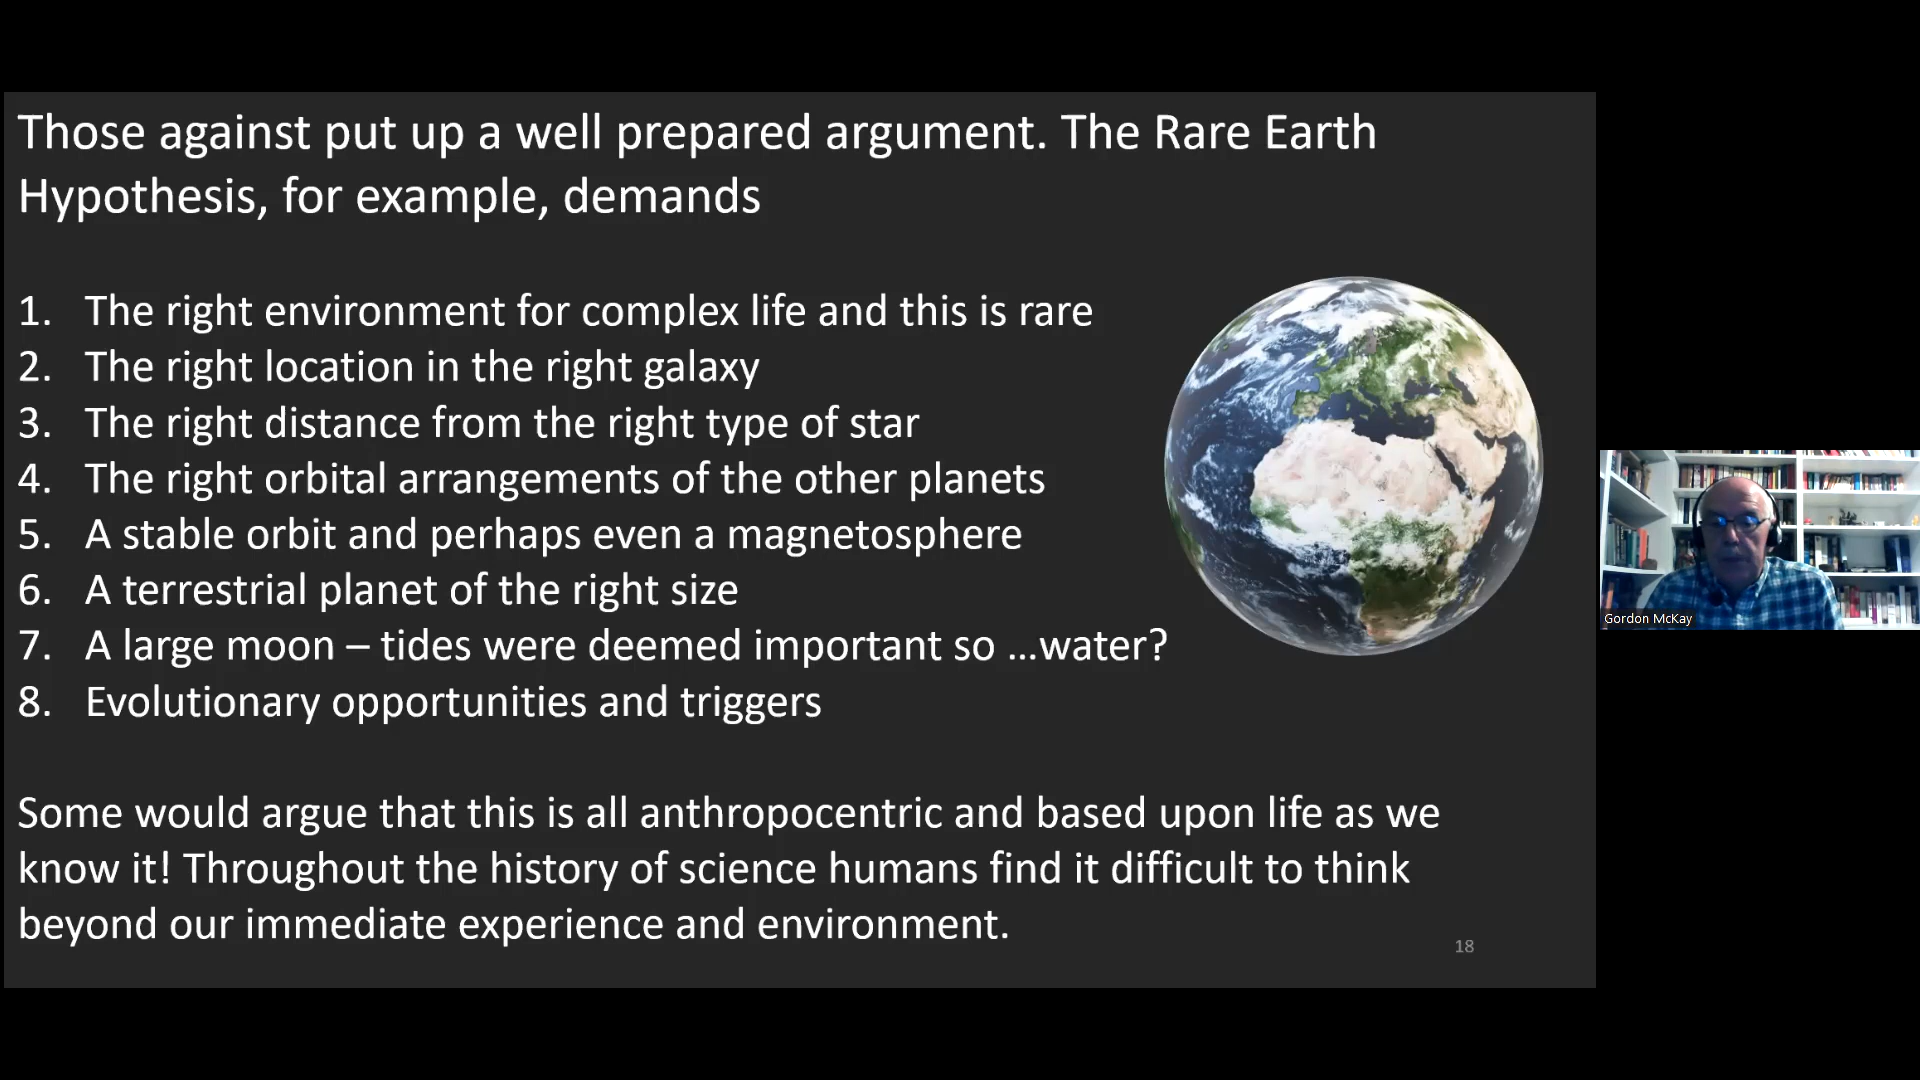 Those against put up a well prepared argument. The Rare Earth
Hypothesis, for example, demands
1. The right environment for complex life and this is rare
2. The right location in the right galaxy
3. The right distance from the right type of star
4. The right orbital arrangements of the other planets
5. A stable orbit and perhaps even a magnetosphere
6. A terrestrial planet of the right size
7. A large moon – tides were deemed important so …water?
8. Evolutionary opportunities and triggers
Some would argue that this is all anthropocentric and based upon life as we
know it! Throughout the history of science humans find it difficult to think
beyond our immediate experience and environment.
18
Gordon McKay